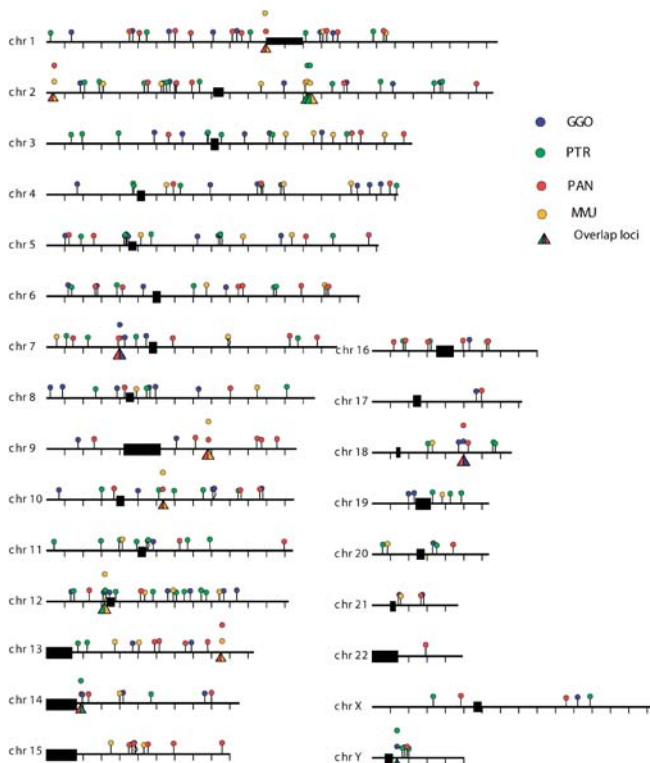 chr 1
chr 2
chr 3
chr 4
chr 5
chr 6
chr 7
chr 8
chr 9
chr 10
chr 11
chr 12
chr 13
chr 14
chr 15
GGO
PTR
PAN
MMU
Overlap loci
chr 16
chr 17
chr 18
chr 19
chr 20
chr 21
chr 22
chr X
chr Y